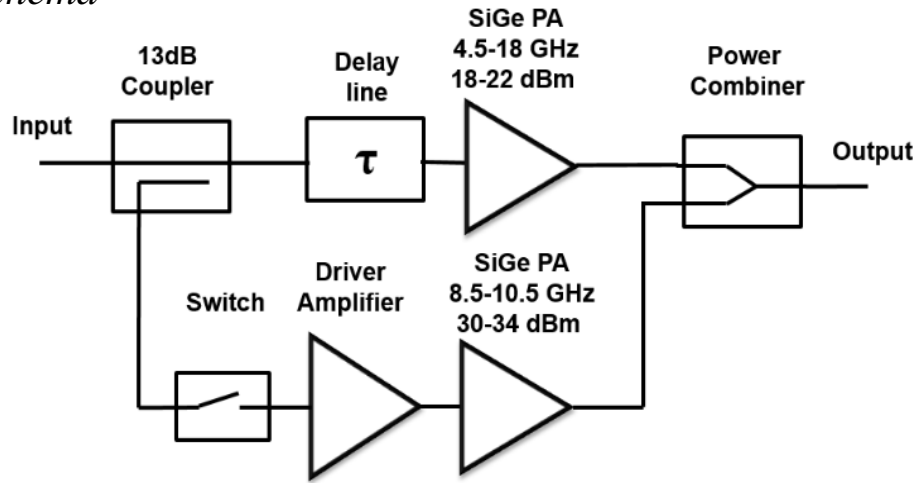 SiGe PA
4.5-18 GHz
18-22 dBm
13dB
Coupler
Delay
line
Power
Combiner
Input
τ
Output
Switch
Driver
Amplifier
SiGe PA
8.5-10.5 GHz
30-34 dBm